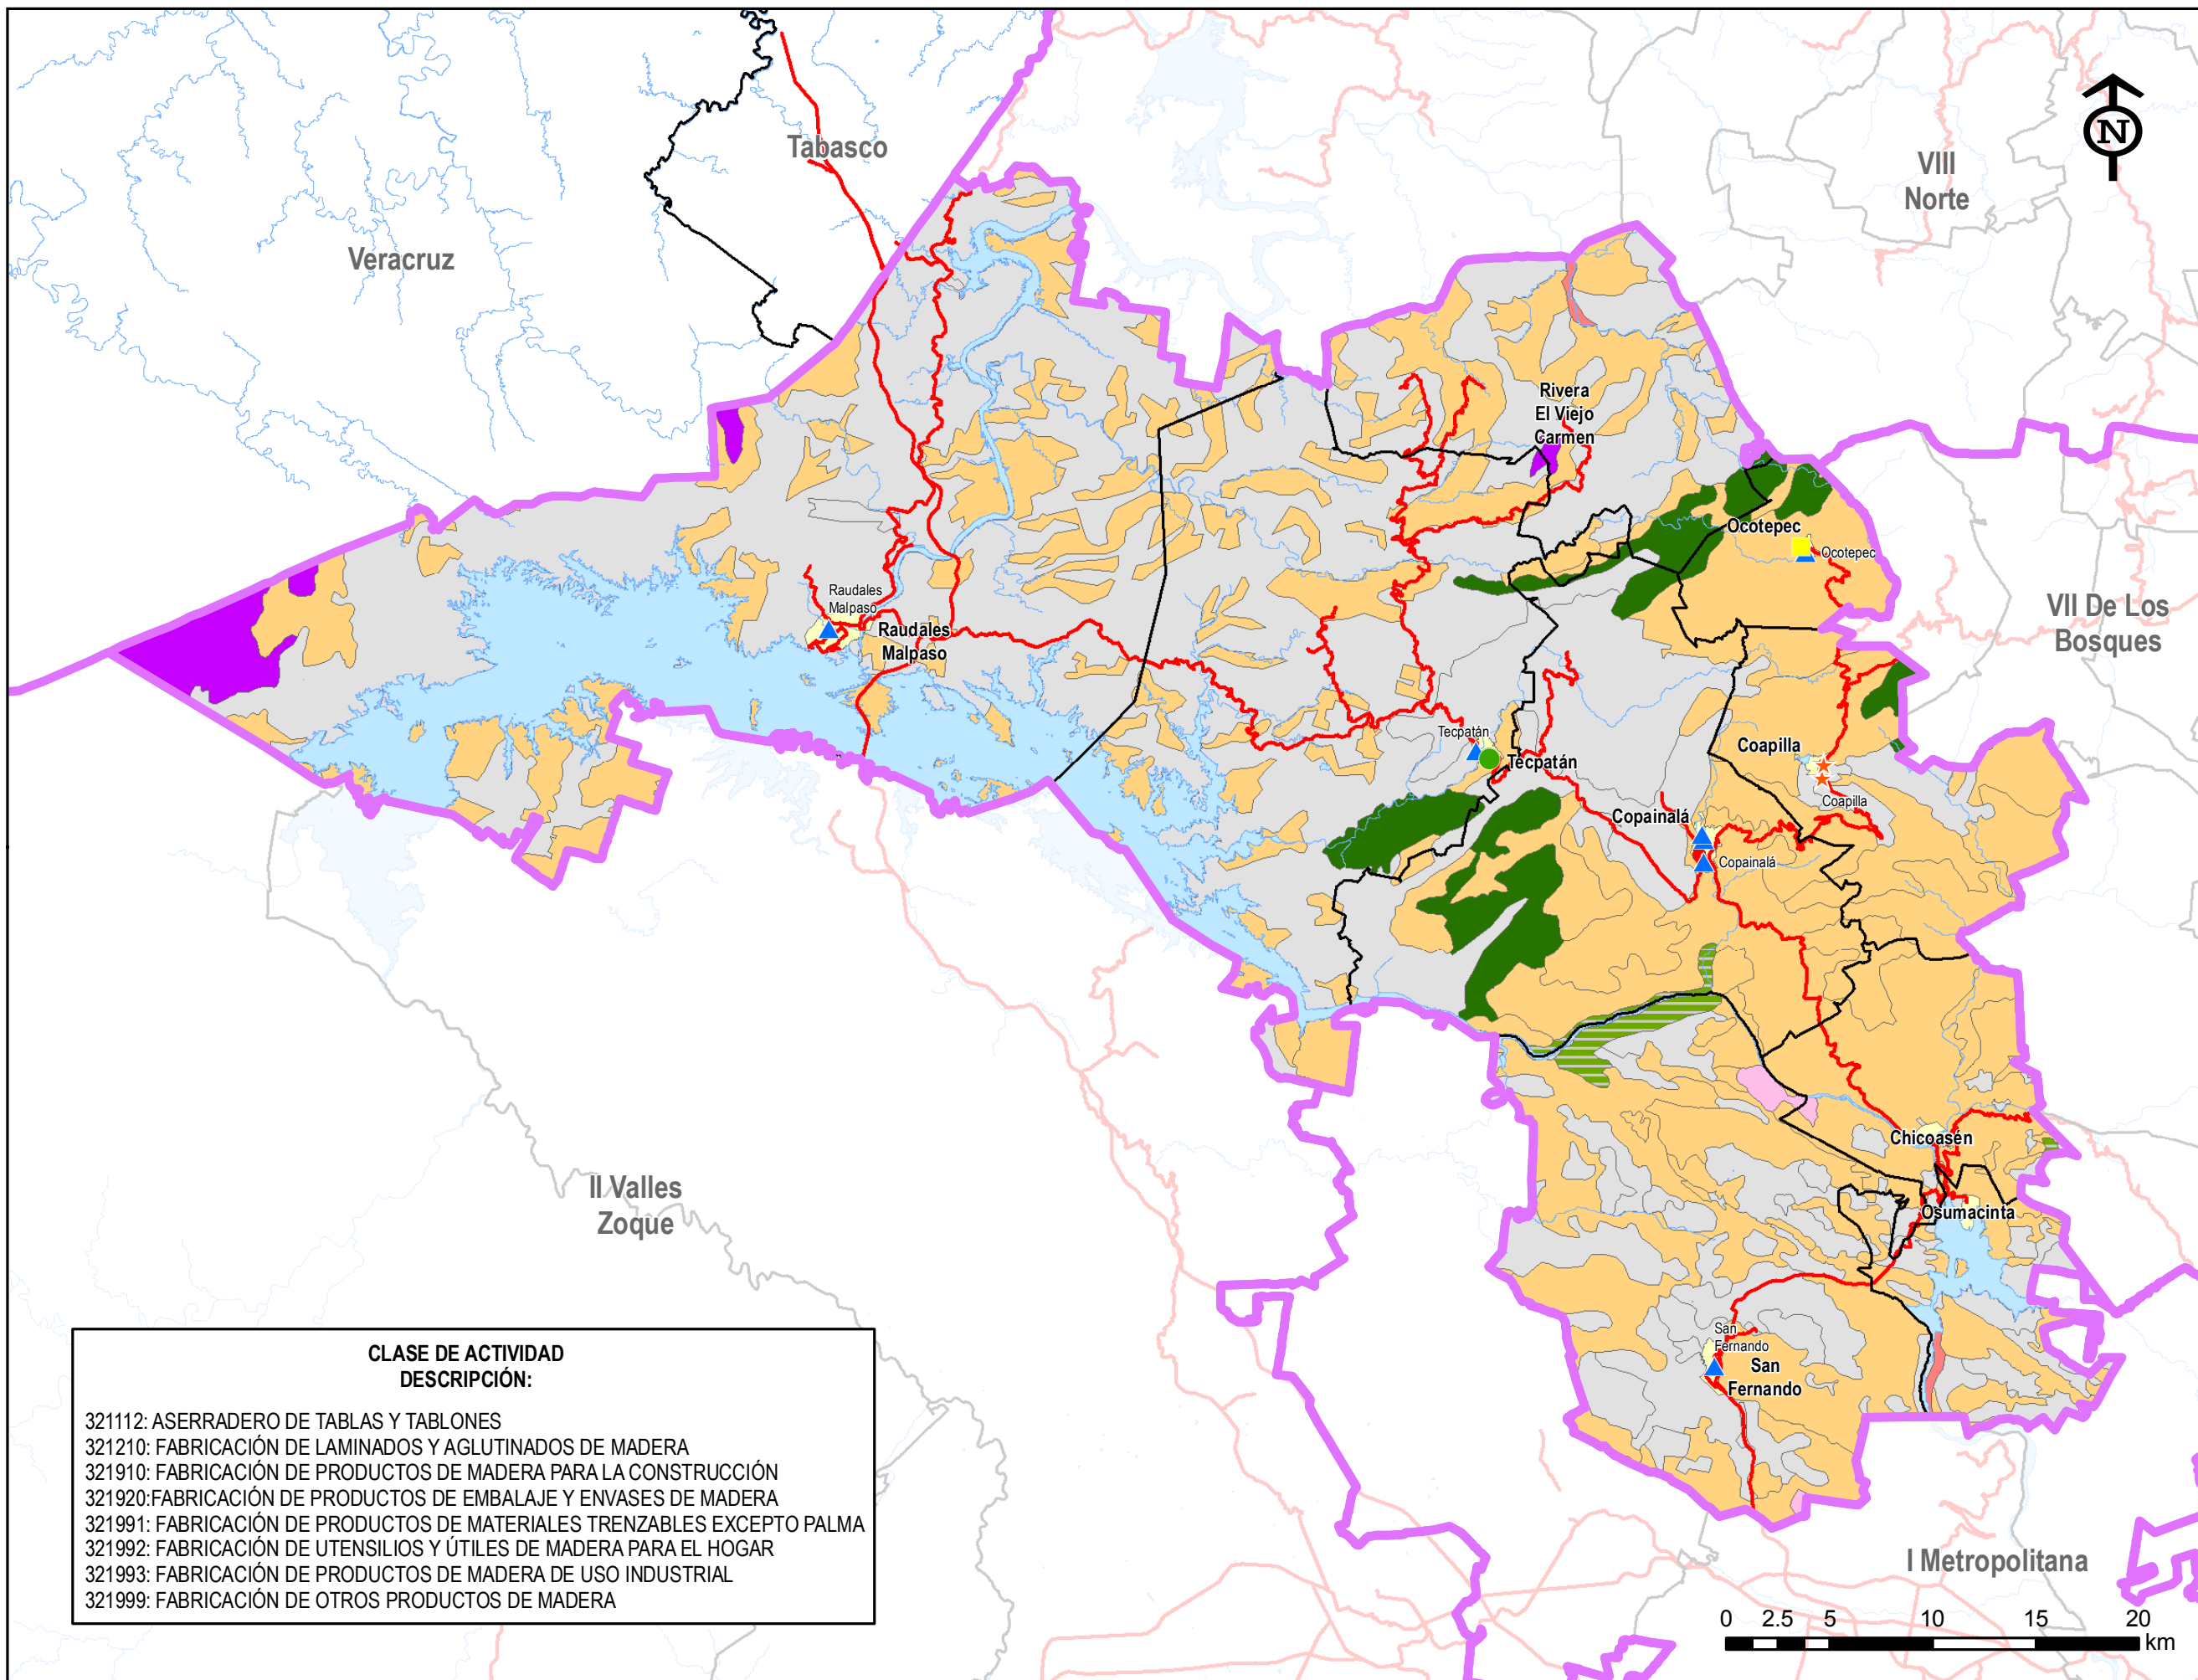 Tabasco
Veracruz
VIII
Norte
N
Rivera
El Viejo
Carmen
Ocotepec
Ocotepec
VII De Los
Bosques
Raudales
Malpaso
Raudales
Malpaso
Tecpatán
Tecpatán
Coapilla
Coapilla
Copainalá
Copainalá
Chicoasén
Osumacinta
II Valles
Zoque
San
Fernando
San
Fernando
I Metropolitana
0 2.5 5 10 15 20
km
CLASE DE ACTIVIDAD
DESCRIPCIÓN:
321112: ASERRADERO DE TABLAS Y TABLONES
321210: FABRICACIÓN DE LAMINADOS Y AGLUTINADOS DE MADERA
321910: FABRICACIÓN DE PRODUCTOS DE MADERA PARA LA CONSTRUCCIÓN
321920:FABRICACIÓN DE PRODUCTOS DE EMBALAJE Y ENVASES DE MADERA
321991: FABRICACIÓN DE PRODUCTOS DE MATERIALES TRENZABLES EXCEPTO PALMA
321992: FABRICACIÓN DE UTENSILIOS Y ÚTILES DE MADERA PARA EL HOGAR
321993: FABRICACIÓN DE PRODUCTOS DE MADERA DE USO INDUSTRIAL
321999: FABRICACIÓN DE OTROS PRODUCTOS DE MADERA